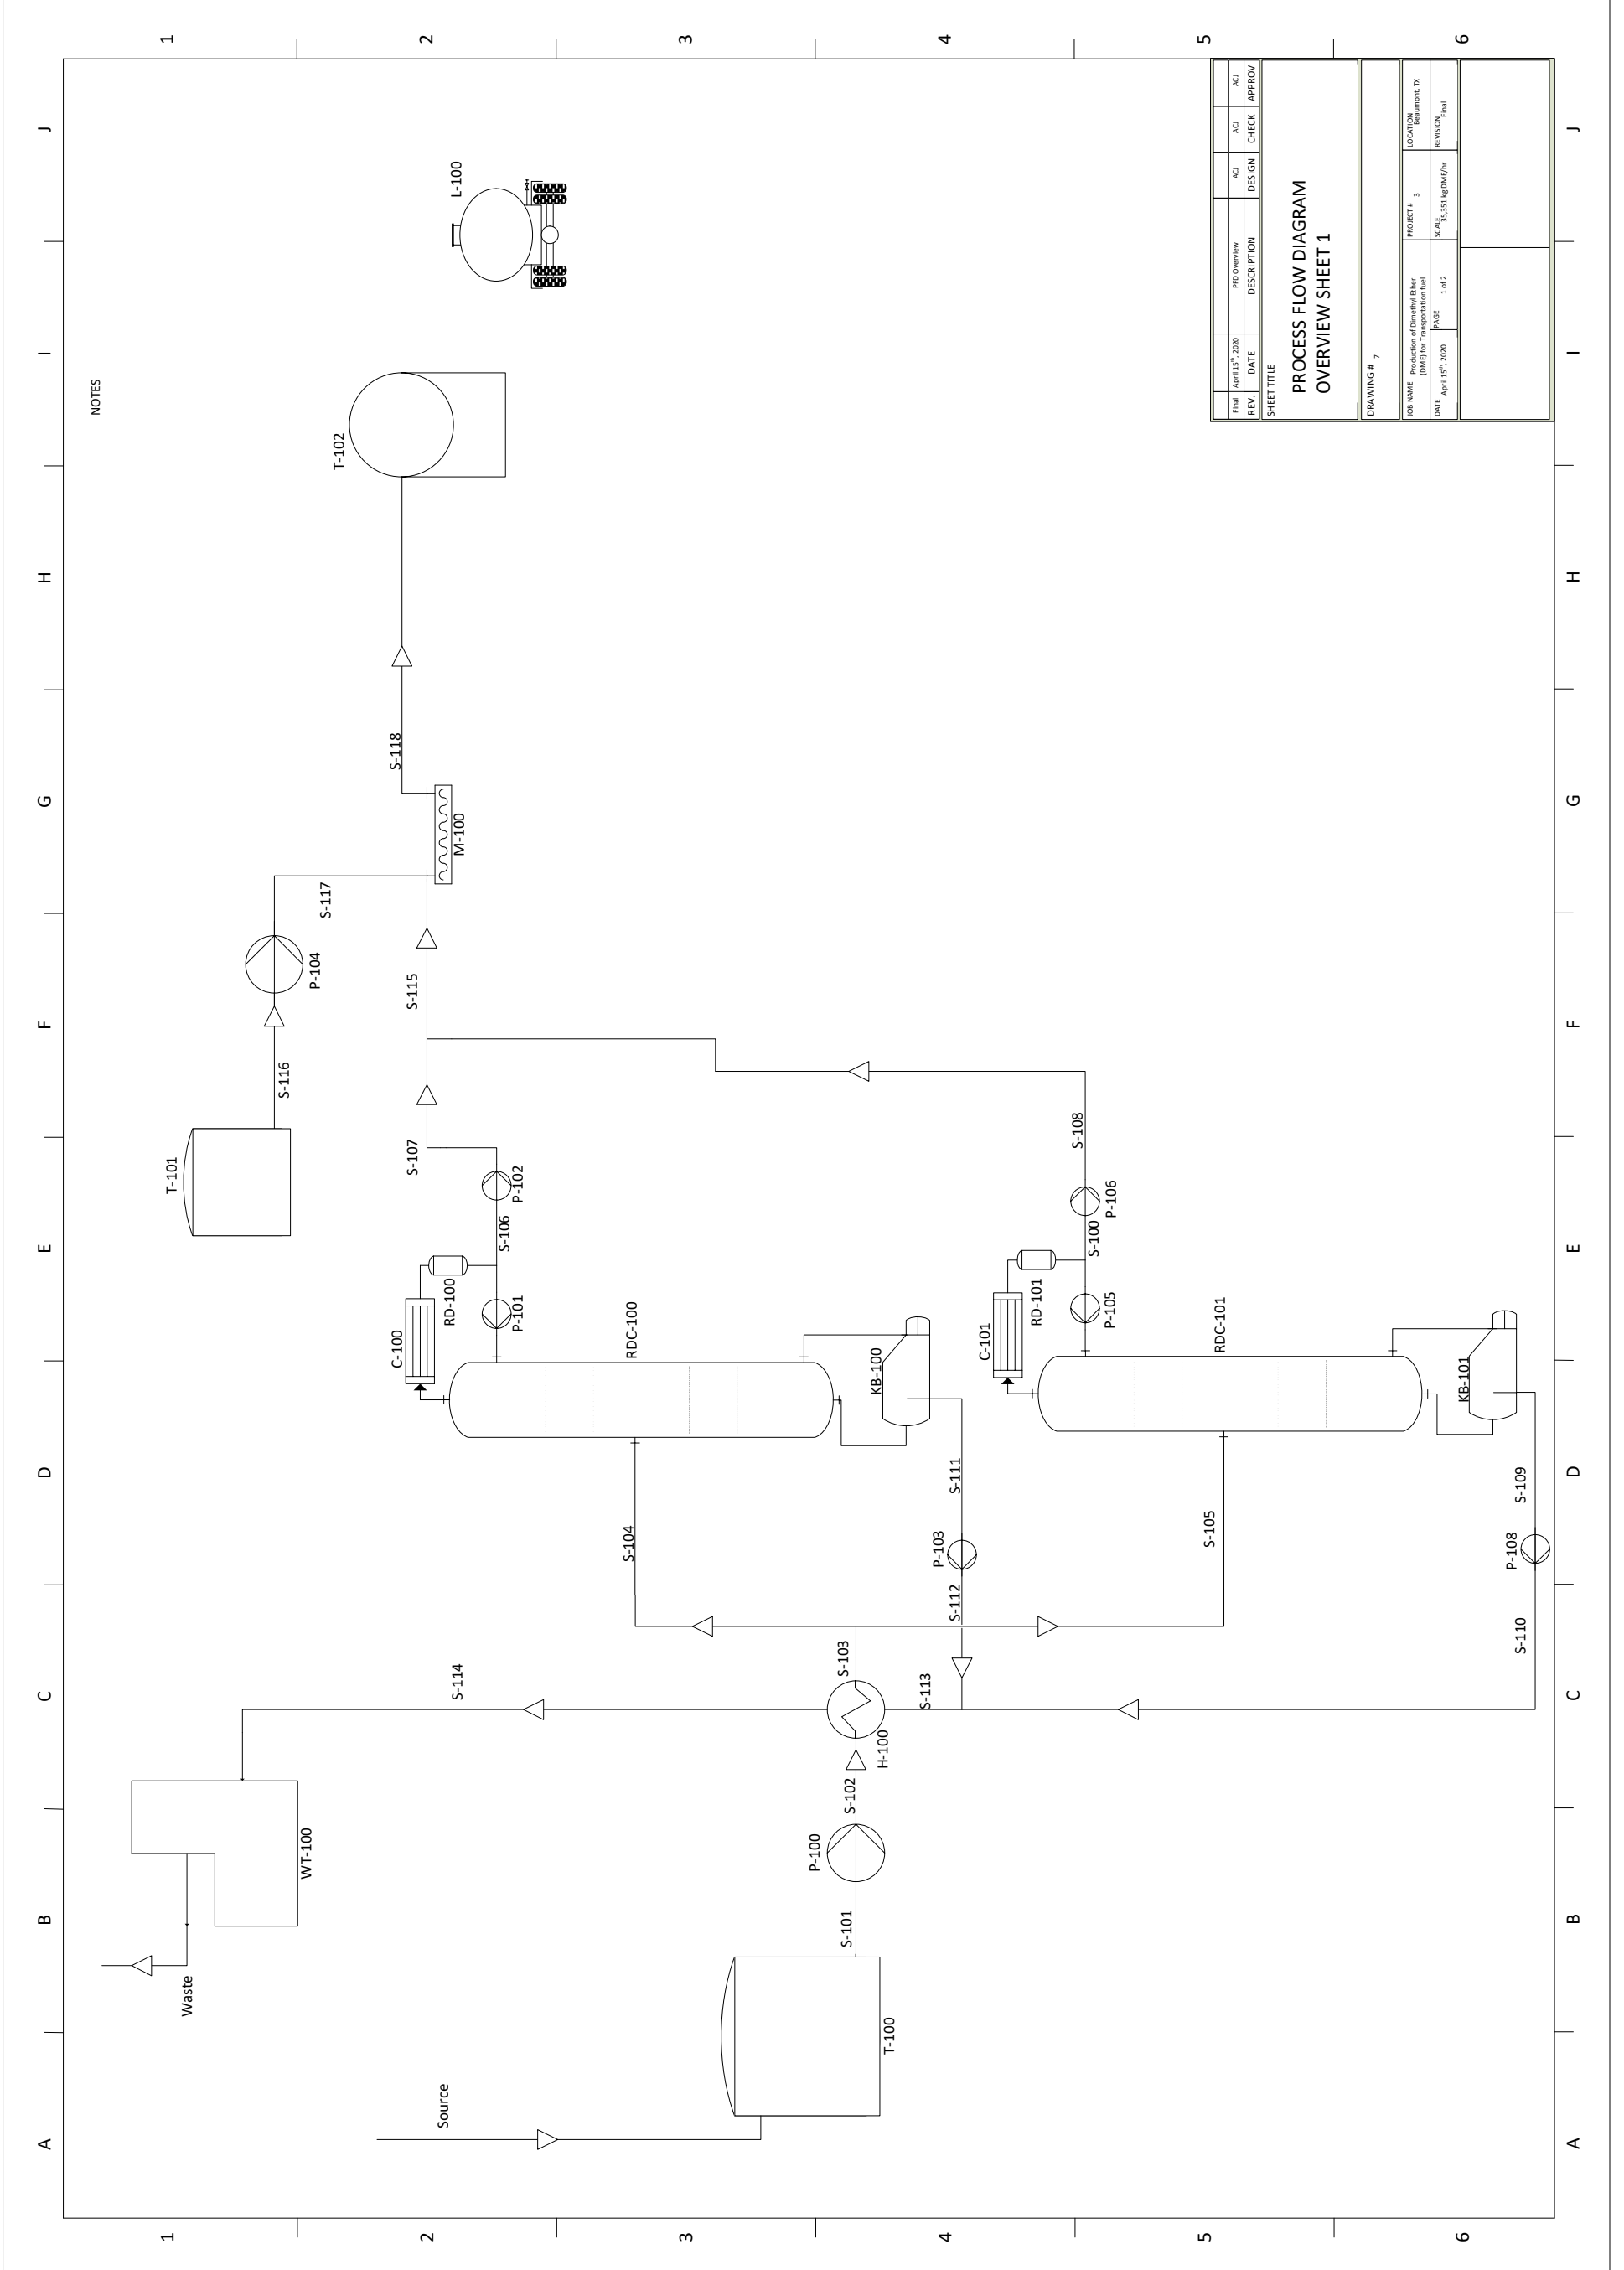 A
B
C
D
E
F
G
H
I
J
1
2
3
4
5
6
NOTES
Source
Waste
WT-100
T-100
S-101
P-100
S-102
H-100
S-103
S-114
S-113
S-112
P-103
S-111
S-104
S-105
S-110
P-108
S-109
RDC-100
KB-100
C-100
RD-100
P-101
S-106
P-102
S-107
RDC-101
KB-101
C-101
RD-101
P-105
S-100
P-106
S-108
T-101
S-116
P-104
S-117
S-115
M-100
S-118
T-102
L-100
Final April 15th, 2020 PFD Overview ACJ ACJ ACJ
REV. DATE DESCRIPTION DESIGN CHECK APPROV
SHEET TITLE
PROCESS FLOW DIAGRAM
OVERVIEW SHEET 1
DRAWING # 7
JOB NAME Production of Dimethyl Ether
(DME) for Transportation fuel
PROJECT # 3
LOCATION Beaumont, TX
DATE April 15th, 2020
PAGE 1 of 2
SCALE 35,351 kg DME/hr
REVISION Final
A
B
C
D
E
F
G
H
I
J
1
2
3
4
5
6